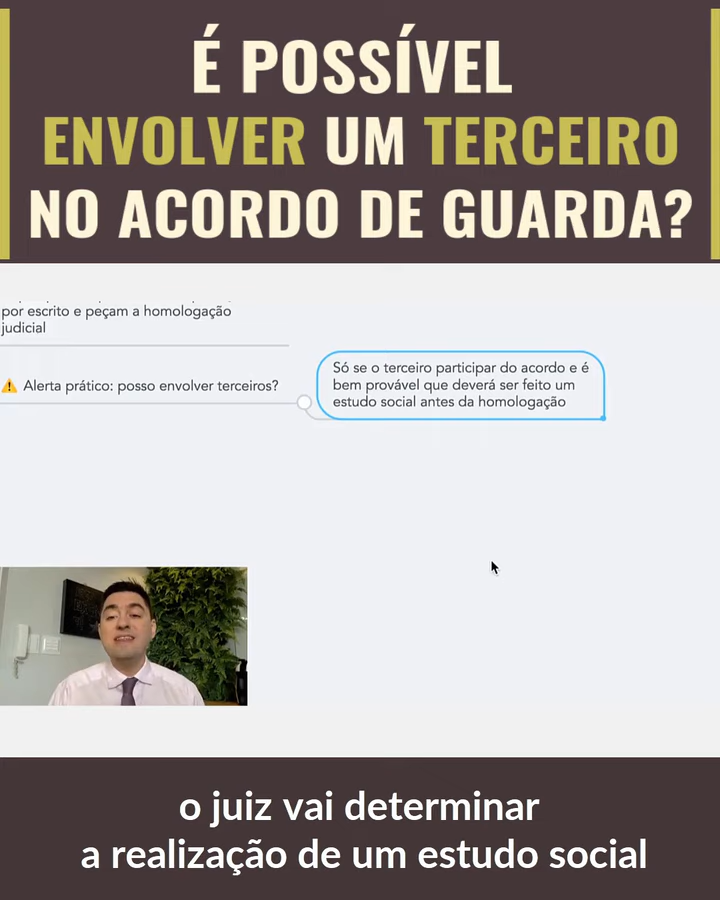 É POSSÍVEL
ENVOLVER UM TERCEIRO
NO ACORDO DE GUARDA?
por escrito e peçam a homologação
judicial
Alerta prático: posso envolver terceiros?
Só se o terceiro participar do acordo e é
bem provável que deverá ser feito um
estudo social antes da homologação
o juiz vai determinar
a realização de um estudo social